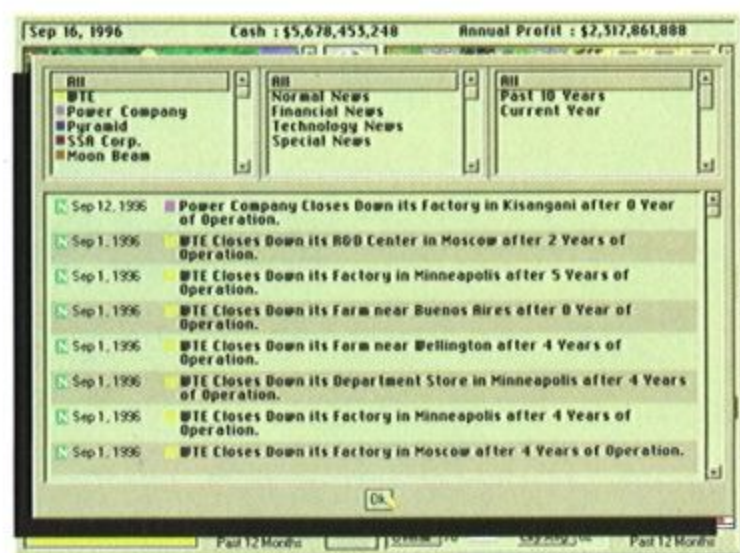 Sep 16, 1996 Cash : $5,678,453,248 Annual Profit : $2,317,861,888
All
WTE
Power Company
Pyramid
SSA Corp.
Moon Beam
All
Normal News
Financial News
Technology News
Special News
All
Past 10 Years
Current Year
N Sep 12, 1996 Power Company Closes Down its Factory in Kisangani after 0 Year
of Operation.
N Sep 1, 1996 WTE Closes Down its R&D Center in Moscow after 2 Years of
Operation.
N Sep 1, 1996 WTE Closes Down its Factory in Minneapolis after 5 Years of
Operation.
N Sep 1, 1996 WTE Closes Down its Farm near Buenos Aires after 0 Year of
Operation.
N Sep 1, 1996 WTE Closes Down its Farm near Wellington after 4 Years of
Operation.
N Sep 1, 1996 WTE Closes Down its Department Store in Minneapolis after 4 Years
of Operation.
N Sep 1, 1996 WTE Closes Down its Factory in Minneapolis after 4 Years of
Operation.
N Sep 1, 1996 WTE Closes Down its Factory in Moscow after 4 Years of Operation.
Ok
Past 12 Months Past 12 Months